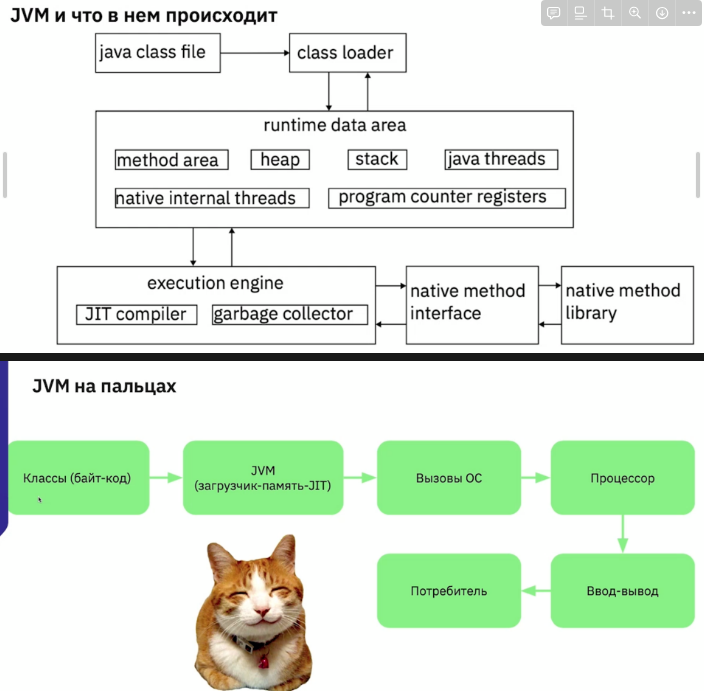 JVM и что в нем происходит
java class file
class loader
runtime data area
method area
heap
stack
java threads
native internal threads
program counter registers
execution engine
JIT compiler
garbage collector
native method
interface
native method
library
JVM на пальцах
Классы (байт-код)
JVM
(загрузчик-память-JIT)
Вызовы ОС
Процессор
Потребитель
Ввод-вывод